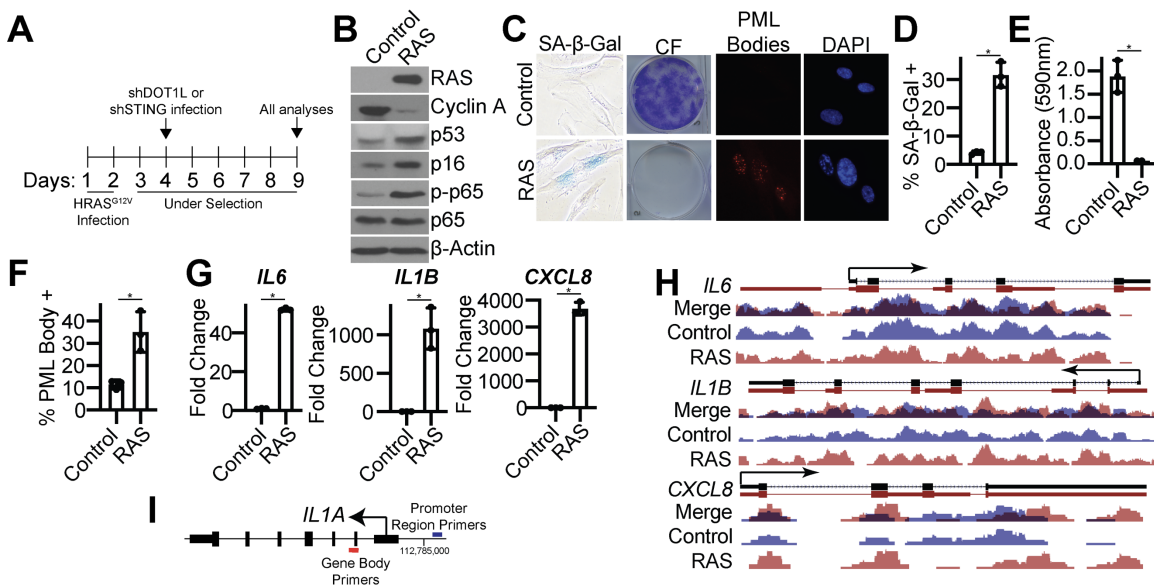 A
shDOT1L or
shSTING infection
All analyses
Days: 1 2 3 4 5 6 7 8 9
HRASG12V
Infection
Under Selection
B
Control
RAS
RAS
Cyclin A
p53
p16
p-p65
p65
β-Actin
C
SA-β-Gal
CF
PML
Bodies
DAPI
Control
RAS
D
% SA-β-Gal +
30
20
10
0
*
Control
RAS
E
Absorbance (590nm)
2.0
1.5
1.0
0.5
0.0
*
Control
RAS
F
% PML Body +
40
30
20
10
0
*
Control
RAS
G
IL6
Fold Change
60
40
20
0
*
Control
RAS
IL1B
Fold Change
1000
500
0
*
Control
RAS
CXCL8
Fold Change
4000
3000
2000
1000
0
*
Control
RAS
H
IL6
Merge
Control
RAS
IL1B
Merge
Control
RAS
CXCL8
Merge
Control
RAS
I
IL1A
Promoter
Region Primers
112,785,000
Gene Body
Primers